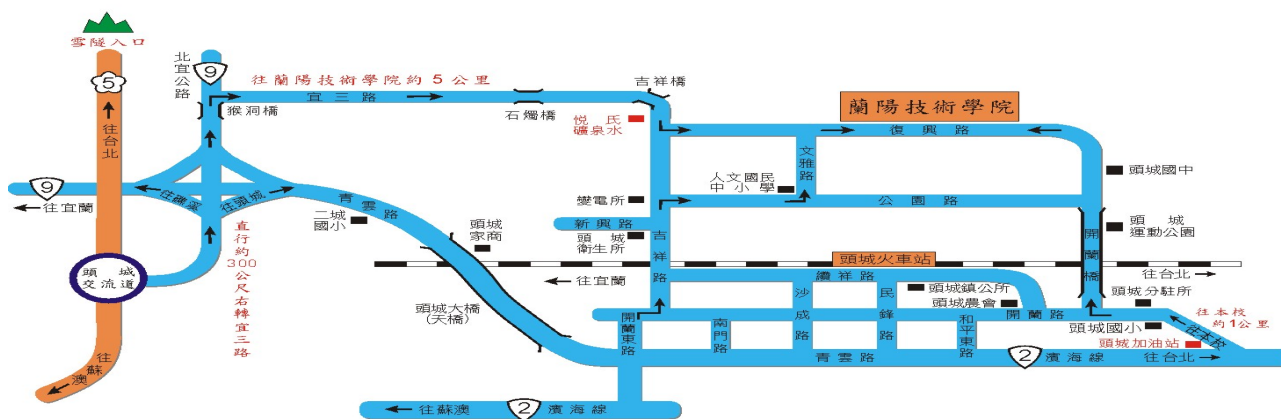 雪隧入口
5
往台北
北宜公路
9
猴洞橋
往蘭陽技術學院約 5 公里
宜三路
石燭橋
吉祥橋
悦氏
礦泉水
蘭陽技術學院
復興路
文雅路
頭城國中
9
往宜蘭
往礁溪
往頭城
青雲路
二城
國小
頭城
家商
人文國民
中小學
變電所
公園路
新興路
頭城
衛生所
吉祥路
頭城
運動公園
開蘭橋
直行約300公尺右轉宜三路
頭城
交流道
頭城火車站
往宜蘭
纘祥路
往台北
頭城大橋
(天橋)
沙成路
民鋒路
頭城鎮公所
頭城農會
頭城分駐所
開蘭東路
南門路
和平東路
開蘭路
頭城國小
往本校
約1公里
往本校
頭城加油站
青雲路
2
濱海線
往台北
往蘇澳
往蘇澳
2
濱海線